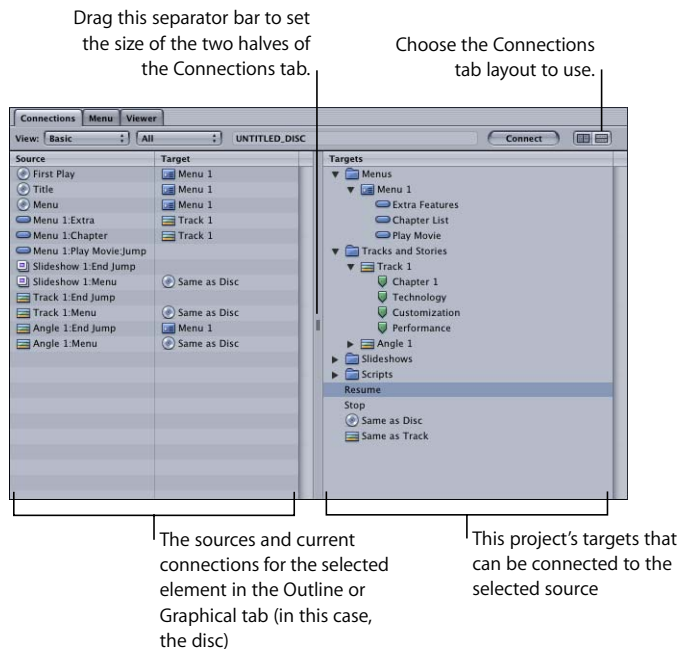 Drag this separator bar to set
the size of the two halves of
the Connections tab.
Choose the Connections
tab layout to use.
Connections Menu Viewer
View: Basic All UNTITLED_DISC Connect
Source Target
First Play Menu 1
Title Menu 1
Menu Menu 1
Menu 1:Extra Track 1
Menu 1:Chapter Track 1
Menu 1:Play Movie:Jump
Slideshow 1:End Jump
Slideshow 1:Menu Same as Disc
Track 1:End Jump
Track 1:Menu Same as Disc
Angle 1:End Jump Menu 1
Angle 1:Menu Same as Disc
Targets
Menus
Menu 1
Extra Features
Chapter List
Play Movie
Tracks and Stories
Track 1
Chapter 1
Technology
Customization
Performance
Angle 1
Slideshows
Scripts
Resume
Stop
Same as Disc
Same as Track
The sources and current
connections for the selected
element in the Outline or
Graphical tab (in this case,
the disc)
This project's targets that
can be connected to the
selected source